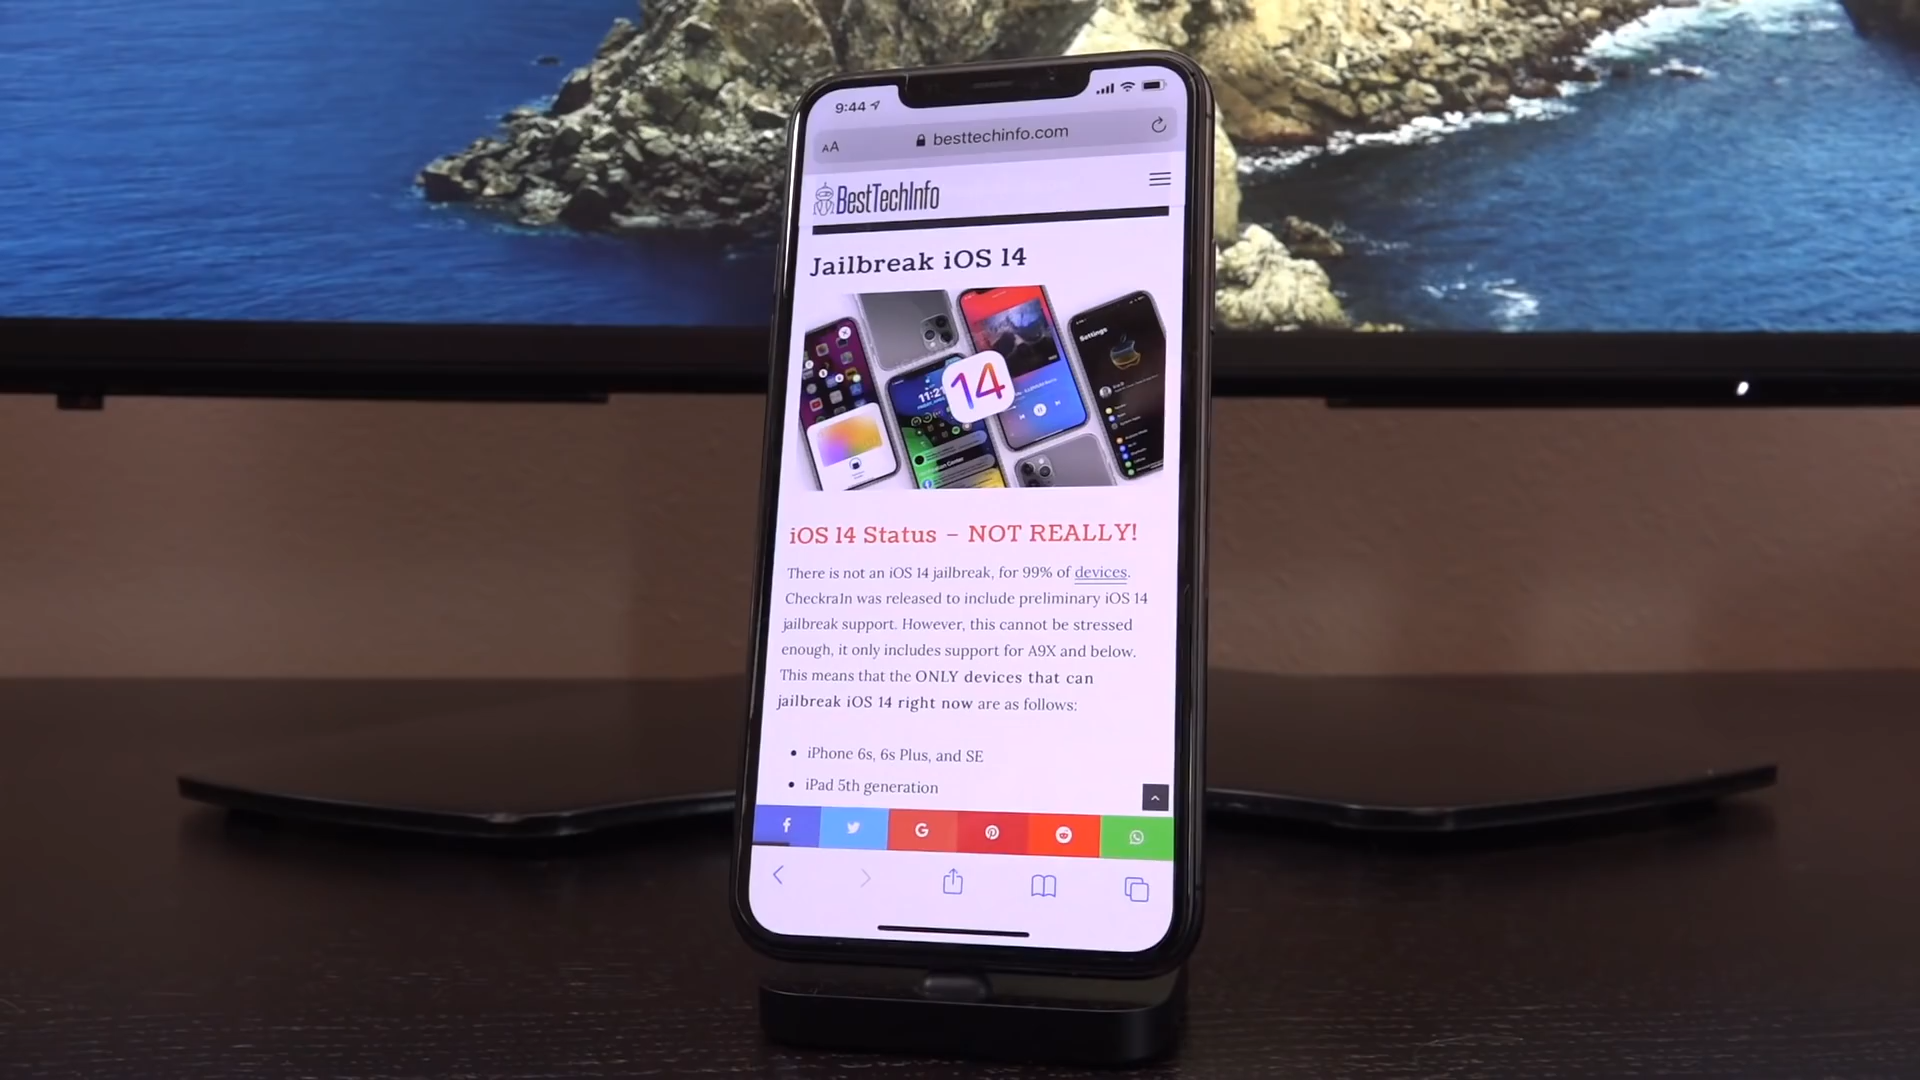 9:44
AA besttechinfo.com
BestTechInfo
Jailbreak iOS 14
Settings
11:2
14
iOS 14 Status – NOT REALLY!
There is not an iOS 14 jailbreak, for 99% of devices.
Checkra1n was released to include preliminary iOS 14
jailbreak support. However, this cannot be stressed
enough, it only includes support for A9X and below.
This means that the ONLY devices that can
jailbreak iOS 14 right now are as follows:
• iPhone 6s, 6s Plus, and SE
• iPad 5th generation